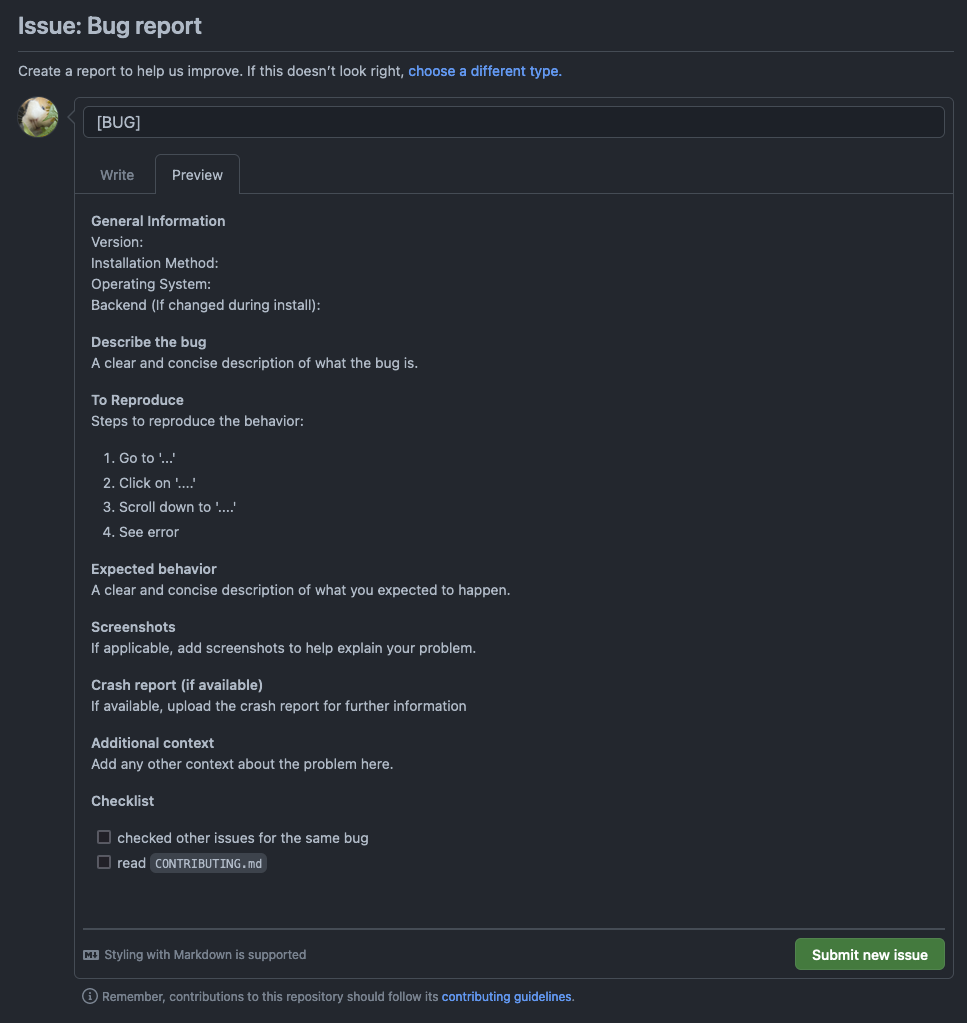 Issue: Bug report
Create a report to help us improve. If this doesn't look right, choose a different type.
[BUG]
Write
Preview
General Information
Version:
Installation Method:
Operating System:
Backend (If changed during install):
Describe the bug
A clear and concise description of what the bug is.
To Reproduce
Steps to reproduce the behavior:
1. Go to '...'
2. Click on '....'
3. Scroll down to '....'
4. See error
Expected behavior
A clear and concise description of what you expected to happen.
Screenshots
If applicable, add screenshots to help explain your problem.
Crash report (if available)
If available, upload the crash report for further information
Additional context
Add any other context about the problem here.
Checklist
checked other issues for the same bug
read CONTRIBUTING.md
Styling with Markdown is supported
Submit new issue
Remember, contributions to this repository should follow its contributing guidelines.